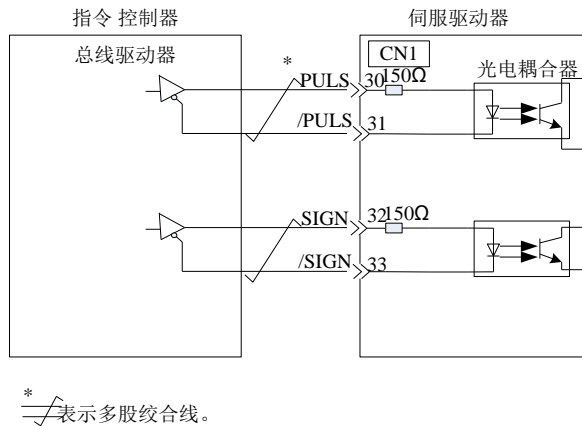 指令 控制器
伺服驱动器
总线驱动器
CN1
光电耦合器
*
PULS
30
150Ω
/PULS
31
SIGN
32
150Ω
/SIGN
33
*
表示多股绞合线。